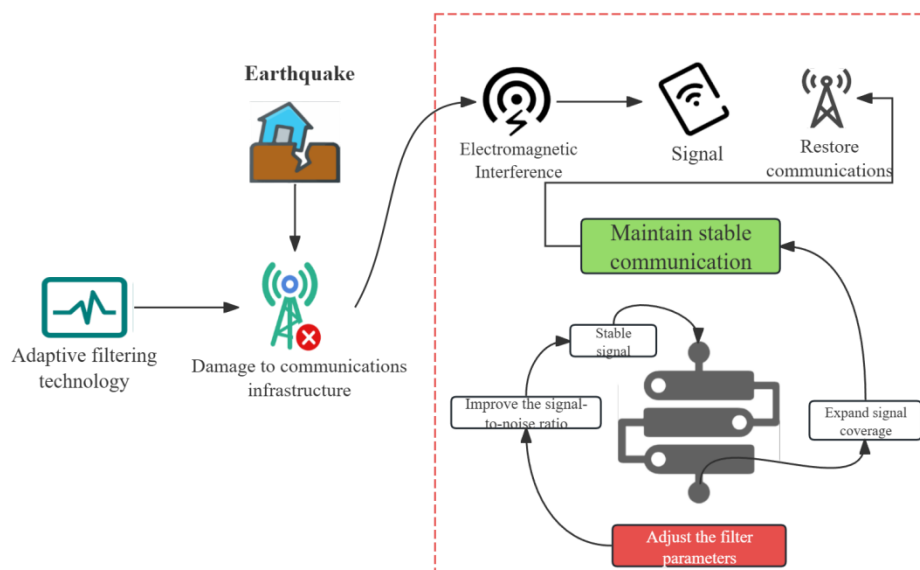 Earthquake
Electromagnetic
Interference
Signal
Restore
communications
Maintain stable
communication
Adaptive filtering
technology
Damage to communications
infrastructure
Stable
signal
Improve the signal-
to-noise ratio
Expand signal
coverage
Adjust the filter
parameters